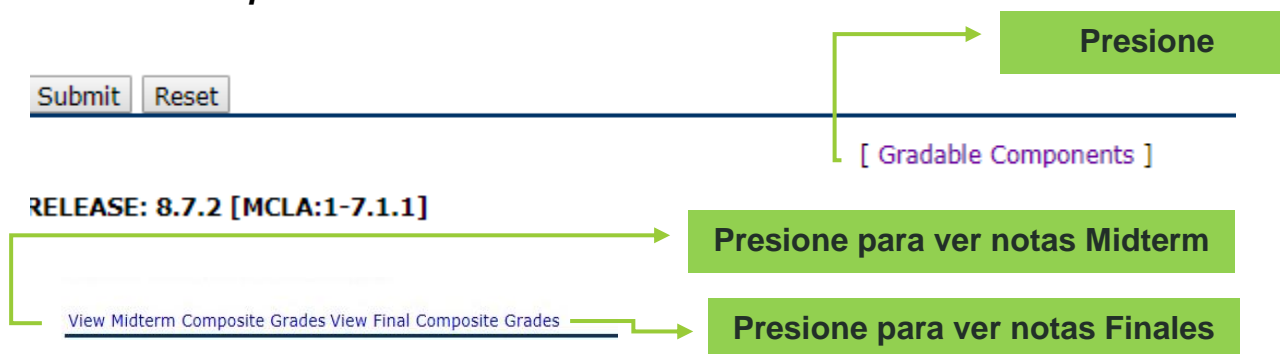 Presione
Submit Reset
[ Gradable Components ]
RELEASE: 8.7.2 [MCLA:1-7.1.1]
Presione para ver notas Midterm
View Midterm Composite Grades View Final Composite Grades
Presione para ver notas Finales